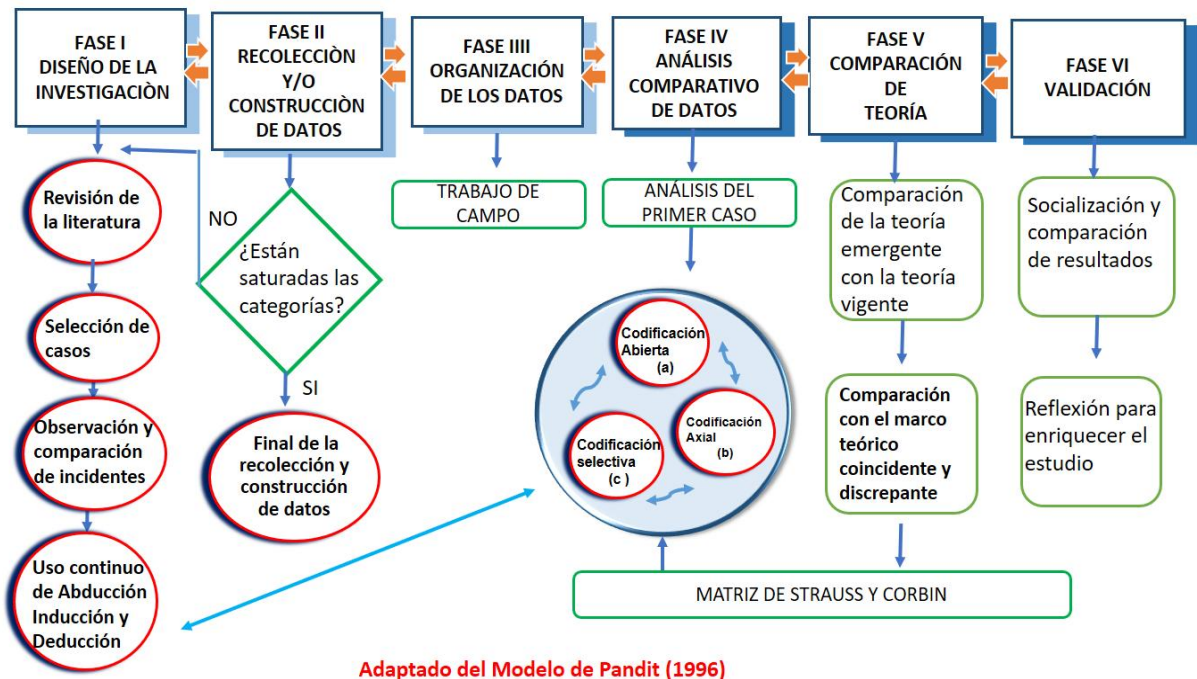 FASE I
DISEÑO DE LA
INVESTIGACIÒN
FASE II
RECOLECCIÒN
Y/O
CONSTRUCCIÒN
DE DATOS
FASE IIII
ORGANIZACIÓN
DE LOS DATOS
FASE IV
ANÁLISIS
COMPARATIVO
DE DATOS
FASE V
COMPARACIÓN
DE
TEORÍA
FASE VI
VALIDACIÓN
Revisión de
la literatura
Selección de
casos
Observación y
comparación
de incidentes
Uso continuo
de Abducción
Inducción y
Deducción
NO
¿Están
saturadas las
categorías?
SI
Final de la
recolección y
construcción
de datos
TRABAJO DE
CAMPO
ANÁLISIS DEL
PRIMER CASO
Codificación
Abierta
(a)
Codificación
Axial
(b)
Codificación
selectiva
(c )
Comparación
de la teoría
emergente
con la teoría
vigente
Comparación
con el marco
teórico
coincidente y
discrepante
Socialización y
comparación
de resultados
Reflexión para
enriquecer el
estudio
MATRIZ DE STRAUSS Y CORBIN
Adaptado del Modelo de Pandit (1996)